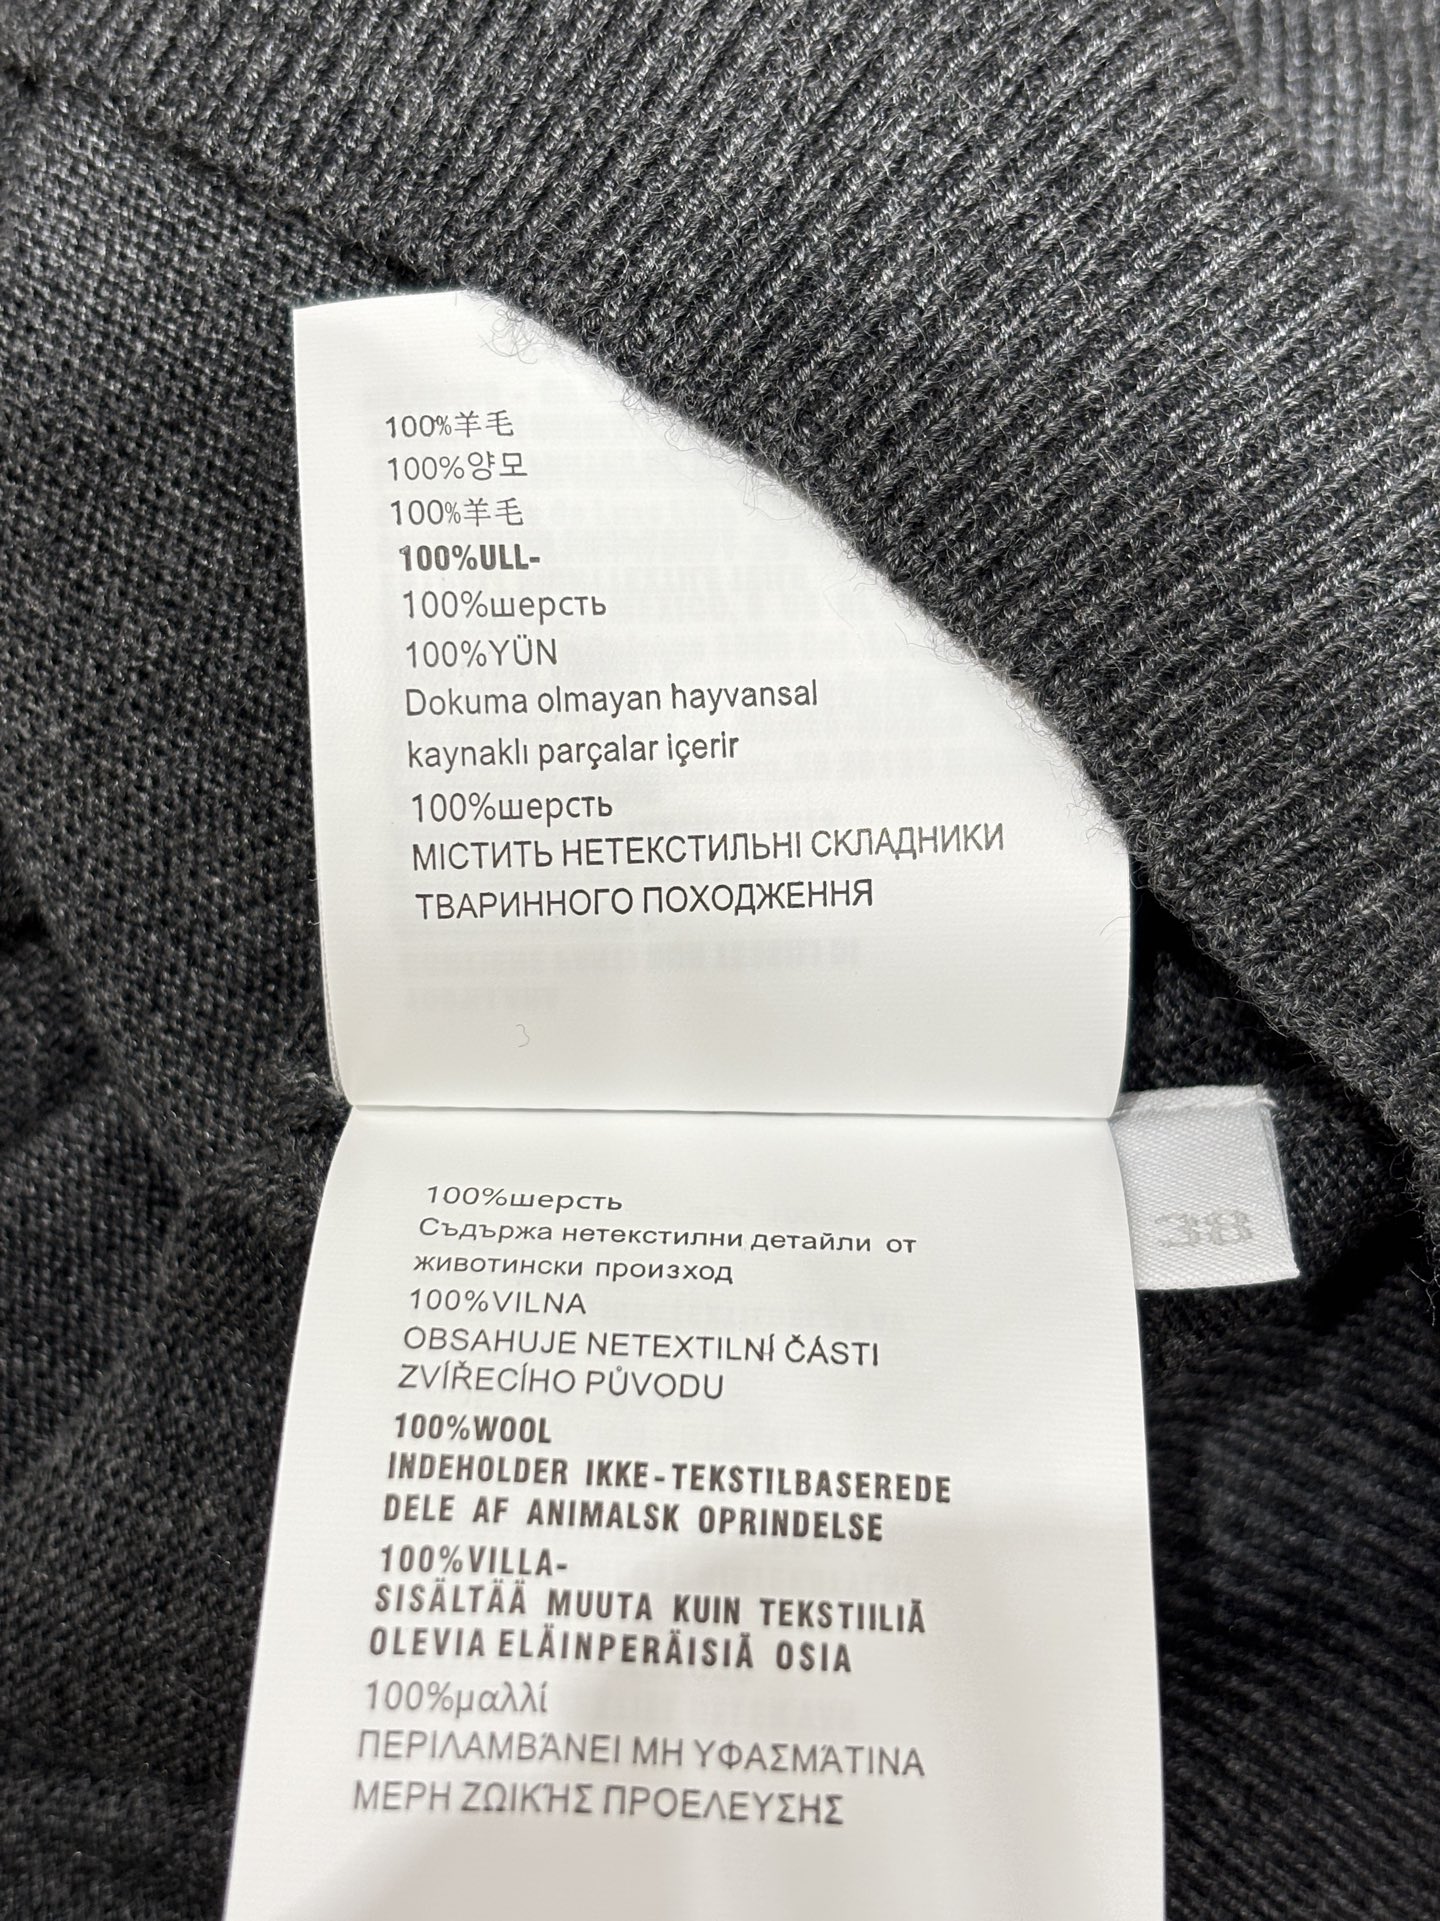 100%羊毛
100%양모
100%羊毛
100%ULL-
100%шерсть
100%YÜN
Dokuma olmayan hayvansal
kaynaklı parçalar içerir
100%шерсть
МІСТИТЬ НЕТЕКСТИЛЬНІ СКЛАДНИКИ
ТВАРИННОГО ПОХОДЖЕННЯ
100%шерсть
Съдържа нетекстилни детайли от
животински произход
100%VILNA
OBSAHUJE NETEXTILNÍ ČÁSTI
ZVÍŘECÍHO PŮVODU
100%WOOL
INDEHOLDER IKKE-TEKSTILBASEREDE
DELE AF ANIMALSK OPRINDELSE
100%VILLA-
SISÄLTÄÄ MUUTA KUIN TEKSTIILIÄ
OLEVIA ELÄINPERÄISIÄ OSIA
100%μαλλί
ΠΕΡΙΛΑΜΒΆΝΕΙ ΜΗ ΥΦΑΣΜΆΤΙΝΑ
ΜΕΡΗ ΖΩΙΚΉΣ ΠΡΟΕΛΕΥΣΗΣ
38